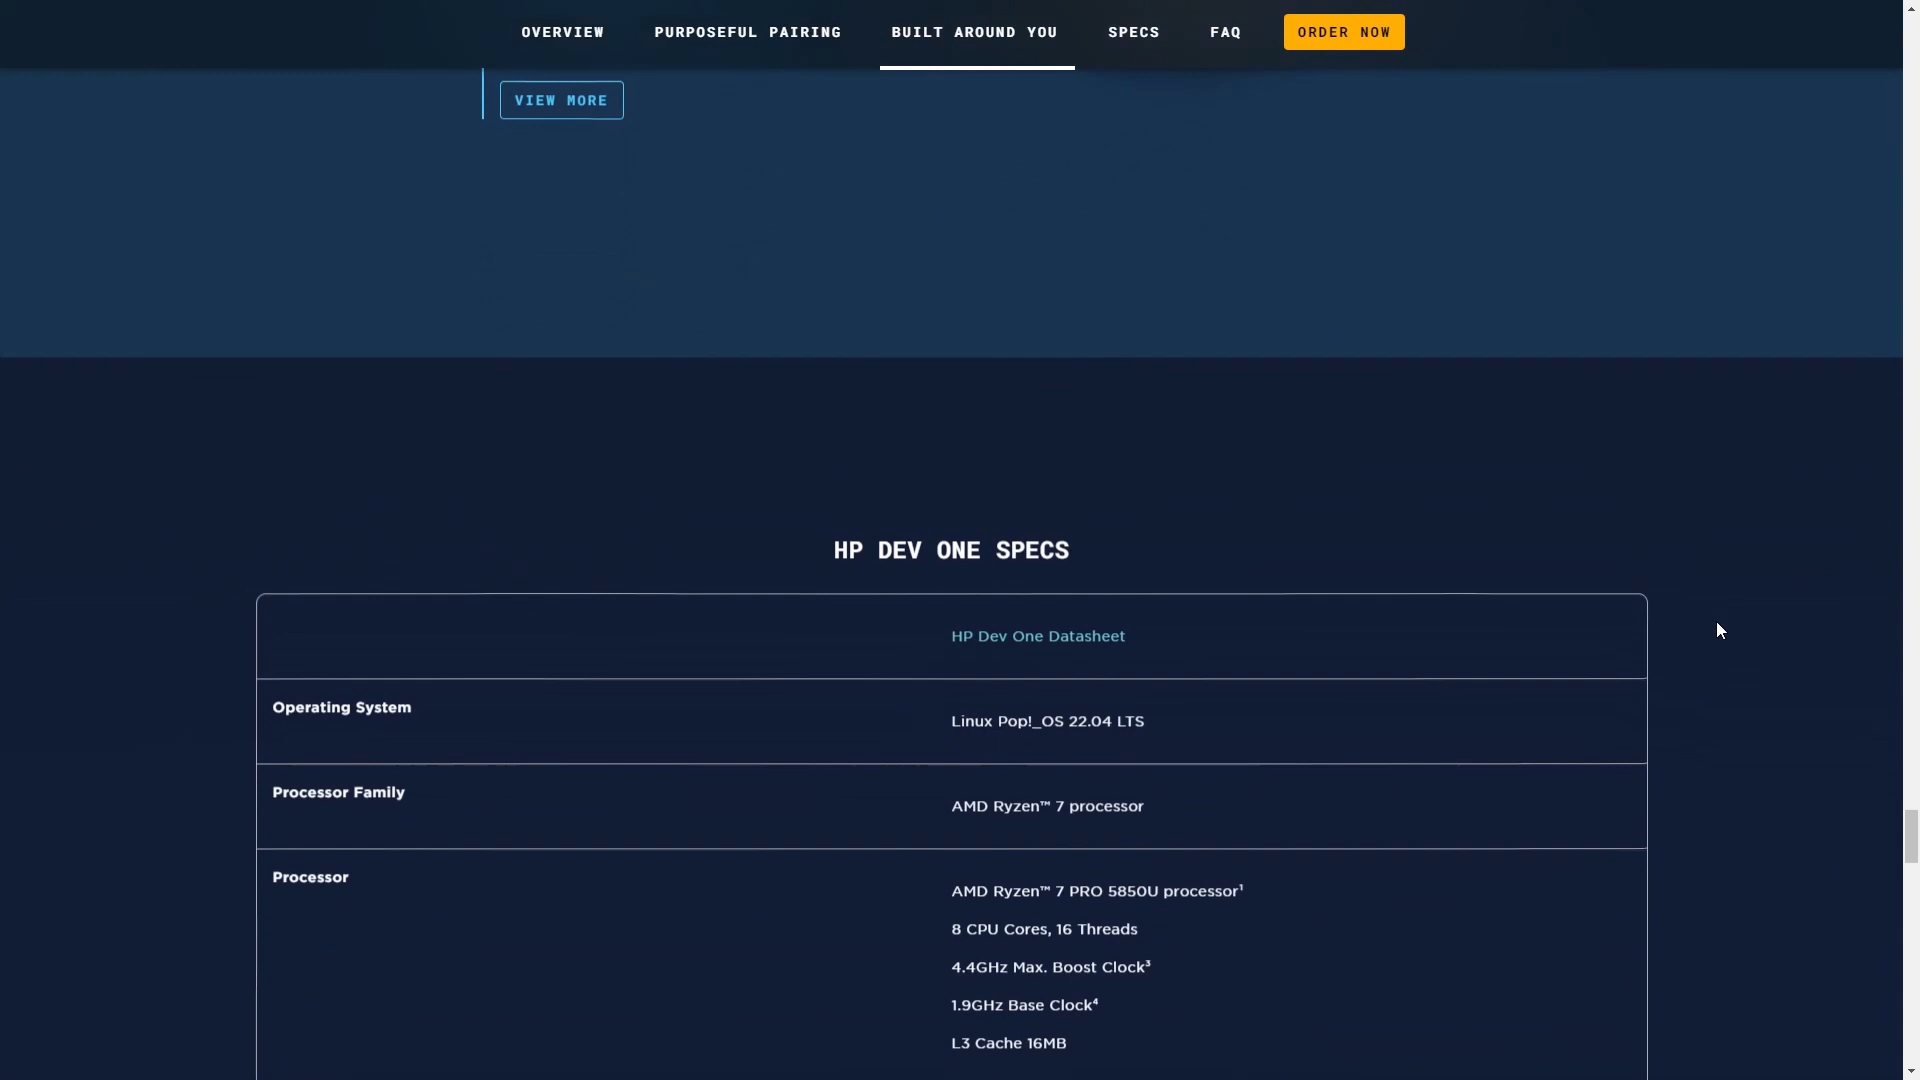 OVERVIEW PURPOSEFUL PAIRING BUILT AROUND YOU SPECS FAQ ORDER NOW
VIEW MORE
HP DEV ONE SPECS
HP Dev One Datasheet
Operating System
Linux Pop!_OS 22.04 LTS
Processor Family
AMD Ryzen™ 7 processor
Processor
AMD Ryzen™ 7 PRO 5850U processor¹
8 CPU Cores, 16 Threads
4.4GHz Max. Boost Clock³
1.9GHz Base Clock⁴
L3 Cache 16MB